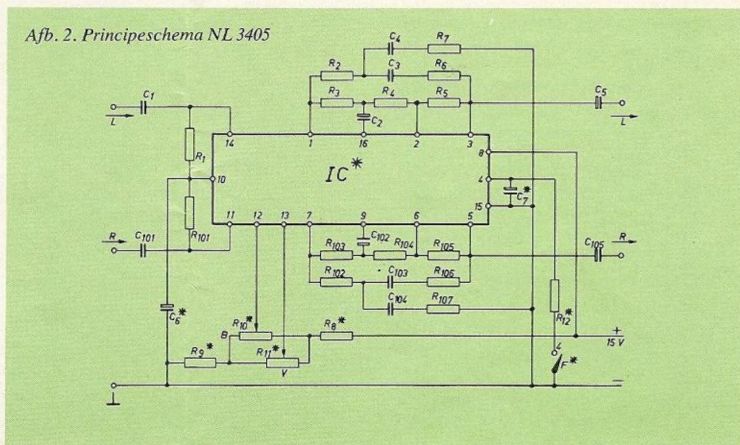 Afb. 2. Principeschema NL 3405
C4 R7
R2 C3 R6
R3 R4 R5
C1 C5
L C2 L
14 1 16 2 3
R1 8
IC* 4
10 C7*
15
R101
11 12 13 7 9 6 5
R C101 C102 C105 R
R103 R104 R105
R102 C103 R106
C104 R107
C6* R12*
R10* R8*
B +
15 V
R9* R11* 4
V F*
−